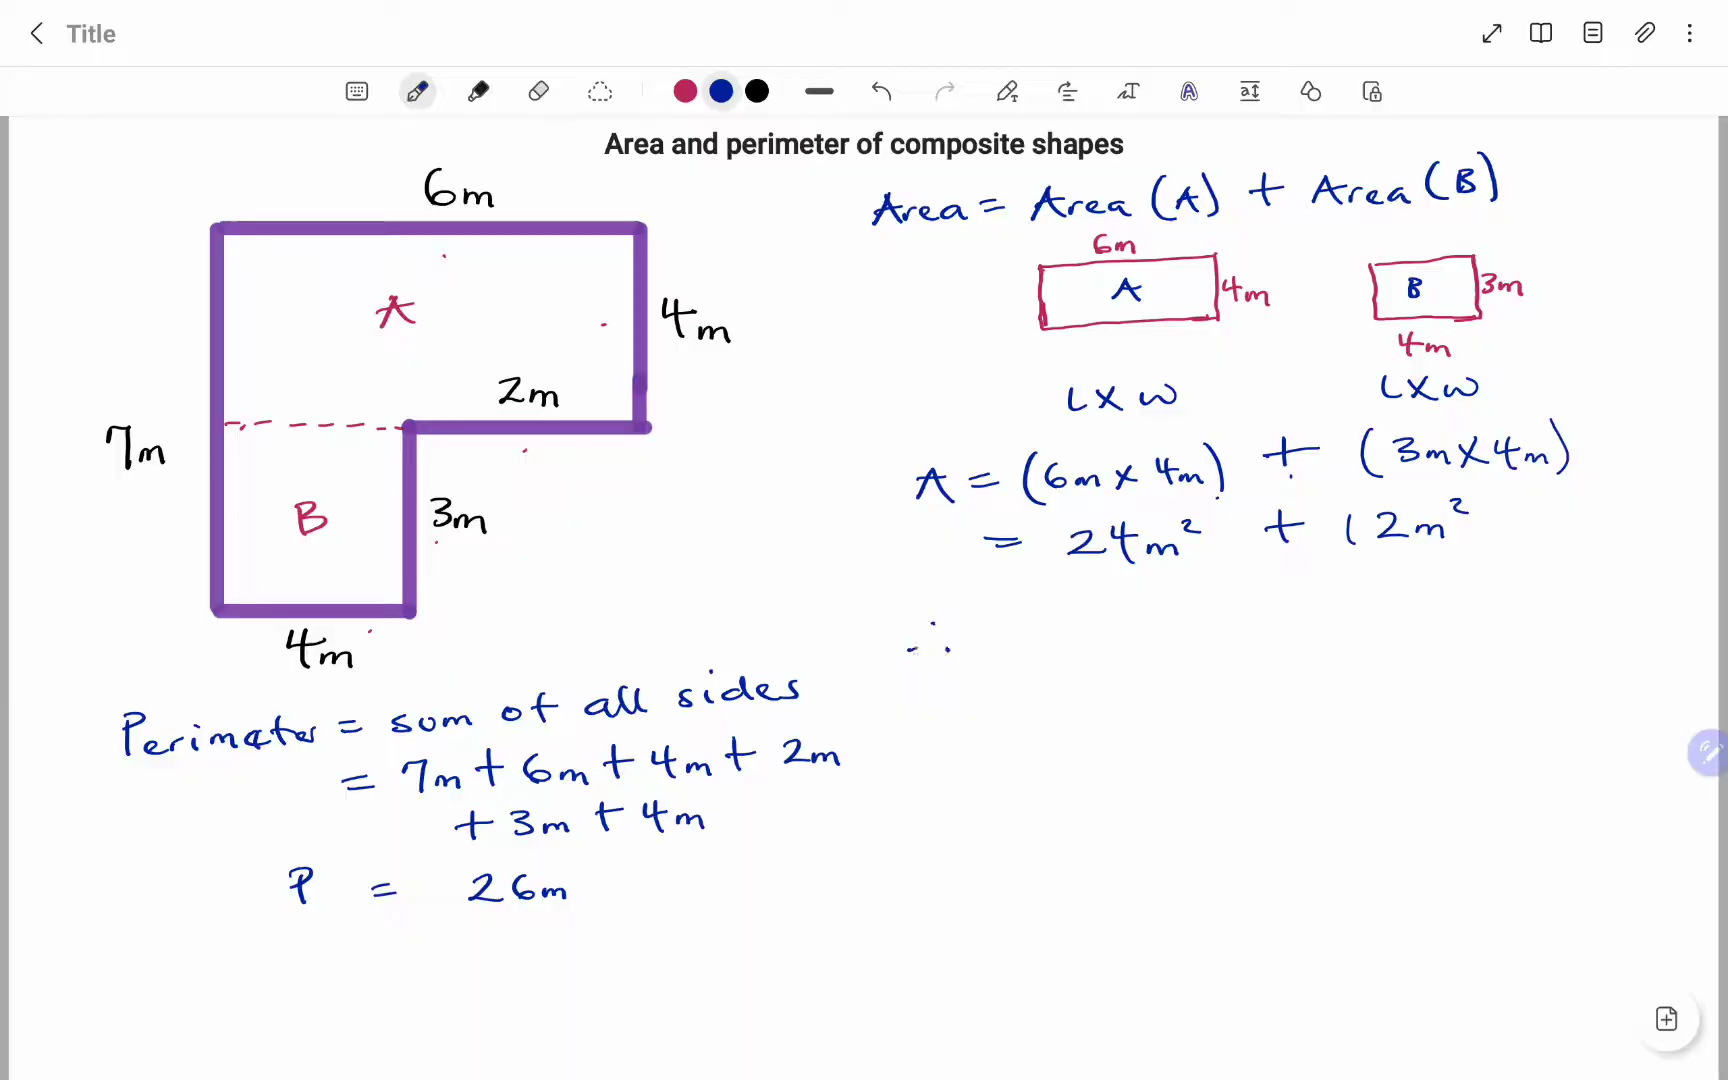 Title
Area and perimeter of composite shapes
6m
A
4m
2m
7m
B
3m
4m
Perimeter = sum of all sides
= 7m + 6m + 4m + 2m
+ 3m + 4m
P = 26m
Area = Area (A) + Area (B)
6m
A 4m B 3m
4m
L X W L X W
A = (6m x 4m) + (3m X 4m)
= 24m² + 12m²
∴